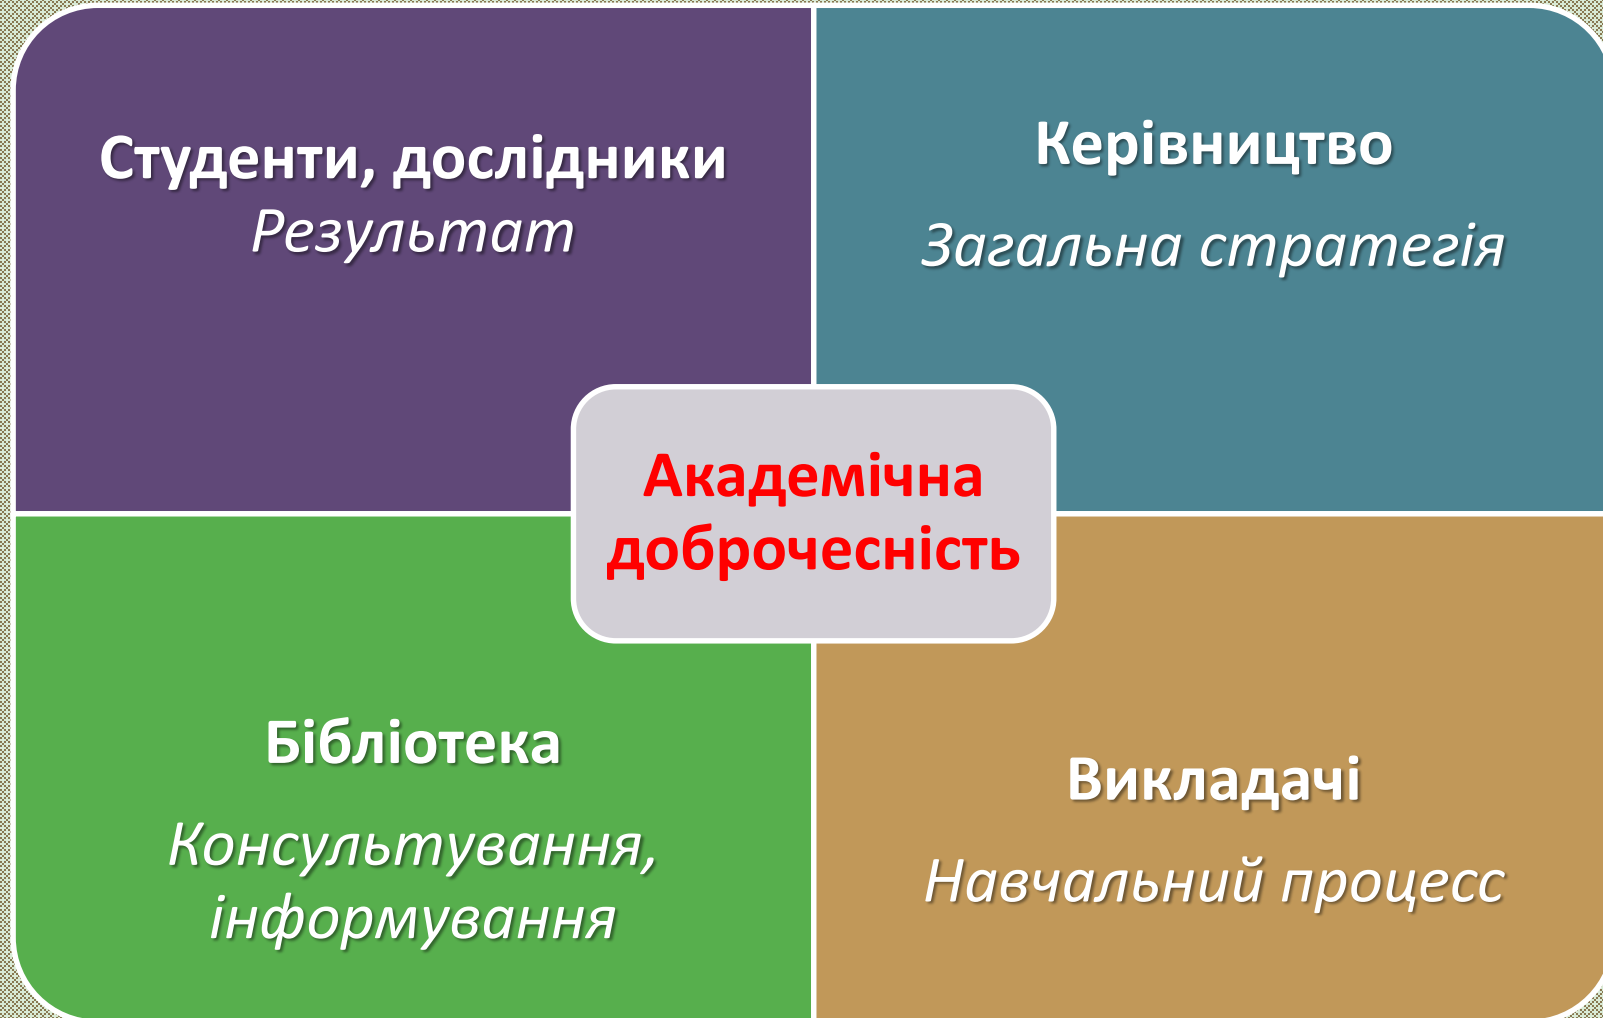 Студенти, дослідники
Результат
Керівництво
Загальна стратегія
Академічна
доброчесність
Бібліотека
Консультування,
інформування
Викладачі
Навчальний процесс